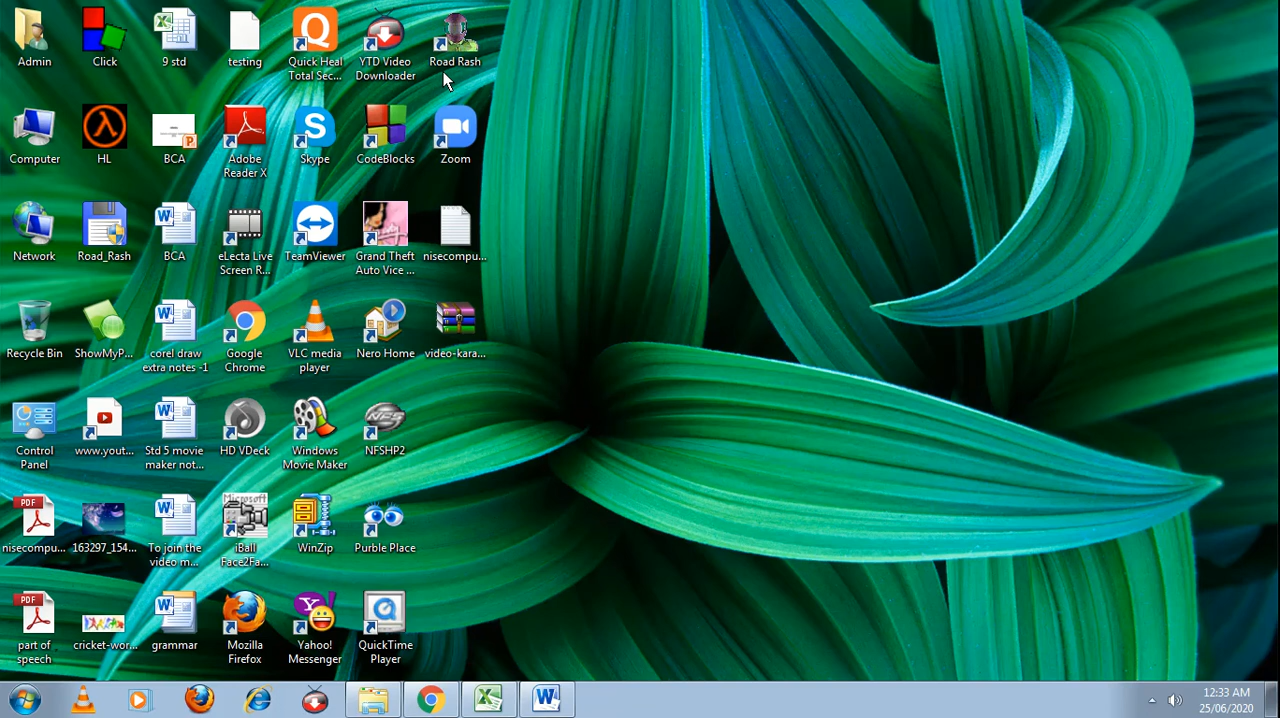 Admin
Click
9 std
testing
Quick Heal
Total Sec...
YTD Video
Downloader
Road Rash
Computer
HL
BCA
Adobe
Reader X
Skype
CodeBlocks
Zoom
Network
Road_Rash
BCA
eLecta Live
Screen R...
TeamViewer
Grand Theft
Auto Vice ...
nisecompu...
Recycle Bin
ShowMyP...
corel draw
extra notes -1
Google
Chrome
VLC media
player
Nero Home
video-kara...
Control
Panel
www.yout...
Std 5 movie
maker not...
HD VDeck
Windows
Movie Maker
NFS
NFSHP2
PDF
nisecompu...
163297_154...
To join the
video m...
Microsoft
iBall
Face2Fa...
WinZip
Purble Place
PDF
part of
speech
cricket-wor...
grammar
Mozilla
Firefox
Yahoo!
Messenger
QuickTime
Player
12:33 AM
25/06/2020